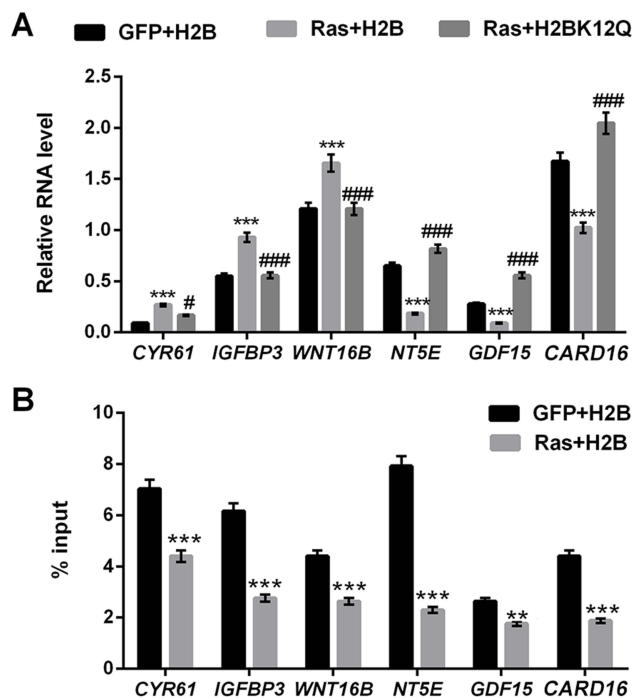 A
GFP+H2B Ras+H2B Ras+H2BK12Q
Relative RNA level
2.5
2.0
1.5
1.0
0.5
0.0
*** # *** ### *** ### *** ### *** ### *** ###
CYR61 IGFBP3 WNT16B NT5E GDF15 CARD16
B
GFP+H2B
Ras+H2B
% input
10
8
6
4
2
0
*** *** *** *** ** ***
CYR61 IGFBP3 WNT16B NT5E GDF15 CARD16